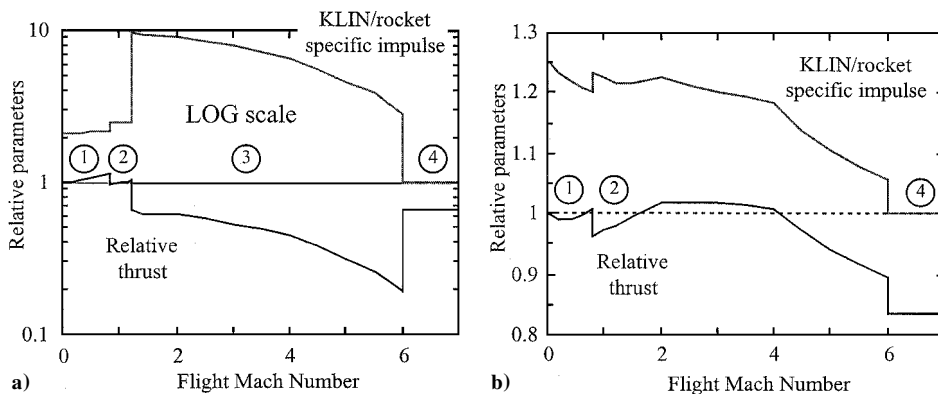 10
1
0.1
Relative parameters
KLIN/rocket
specific impulse
LOG scale
1
2
3
4
Relative
thrust
0
2
4
6
Flight Mach Number
a)
1.3
1.2
1.1
1
0.9
0.8
Relative parameters
KLIN/rocket
specific impulse
1
2
4
Relative
thrust
0
2
4
6
Flight Mach Number
b)